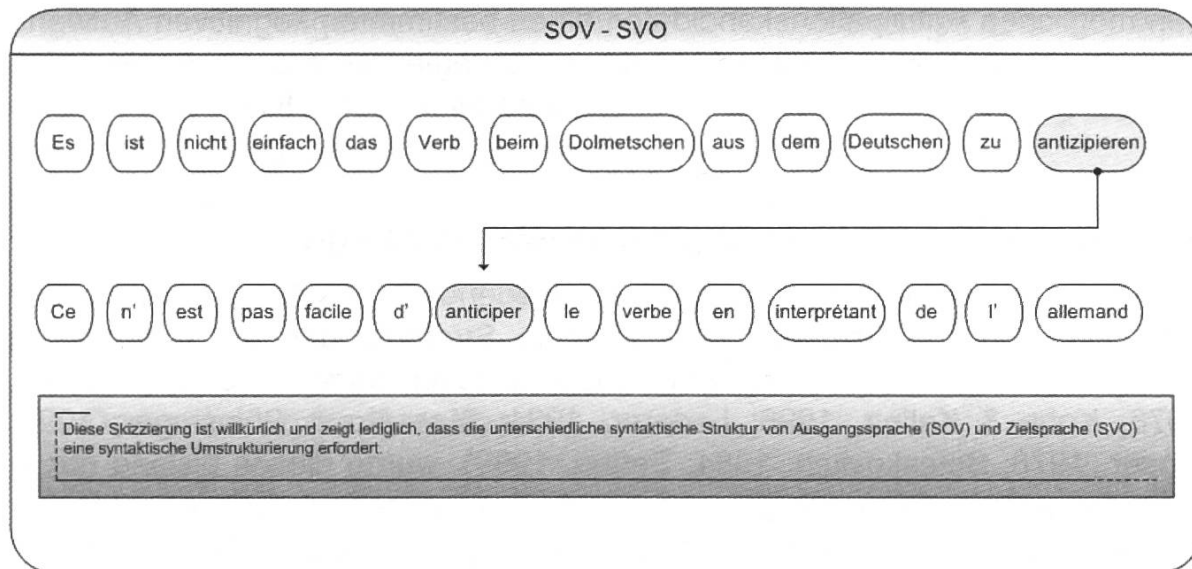 SOV - SVO
Es ist nicht einfach das Verb beim Dolmetschen aus dem Deutschen zu antizipieren
Ce n' est pas facile d' anticiper le verbe en interprétant de l' allemand
Diese Skizzierung ist willkürlich und zeigt lediglich, dass die unterschiedliche syntaktische Struktur von Ausgangssprache (SOV) und Zielsprache (SVO)
eine syntaktische Umstrukturierung erfordert.